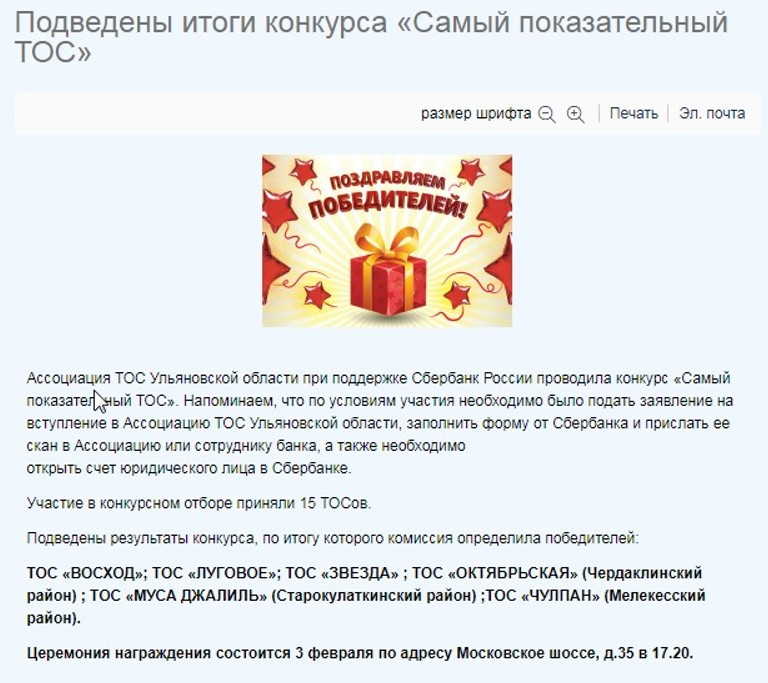 Подведены итоги конкурса «Самый показательный
ТОС»
размер шрифта Печать Эл. почта
ПОЗДРАВЛЯЕМ
ПОБЕДИТЕЛЕЙ!
Ассоциация ТОС Ульяновской области при поддержке Сбербанк России проводила конкурс «Самый
показательный ТОС». Напоминаем, что по условиям участия необходимо было подать заявление на
вступление в Ассоциацию ТОС Ульяновской области, заполнить форму от Сбербанка и прислать ее
скан в Ассоциацию или сотруднику банка, а также необходимо
открыть счет юридического лица в Сбербанке.
Участие в конкурсном отборе приняли 15 ТОСов.
Подведены результаты конкурса, по итогу которого комиссия определила победителей:
ТОС «ВОСХОД»; ТОС «ЛУГОВОЕ»; ТОС «ЗВЕЗДА» ; ТОС «ОКТЯБРЬСКАЯ» (Чердаклинский
район) ; ТОС «МУСА ДЖАЛИЛЬ» (Старокулаткинский район) ;ТОС «ЧУЛПАН» (Мелекесский
район).
Церемония награждения состоится 3 февраля по адресу Московское шоссе, д.35 в 17.20.